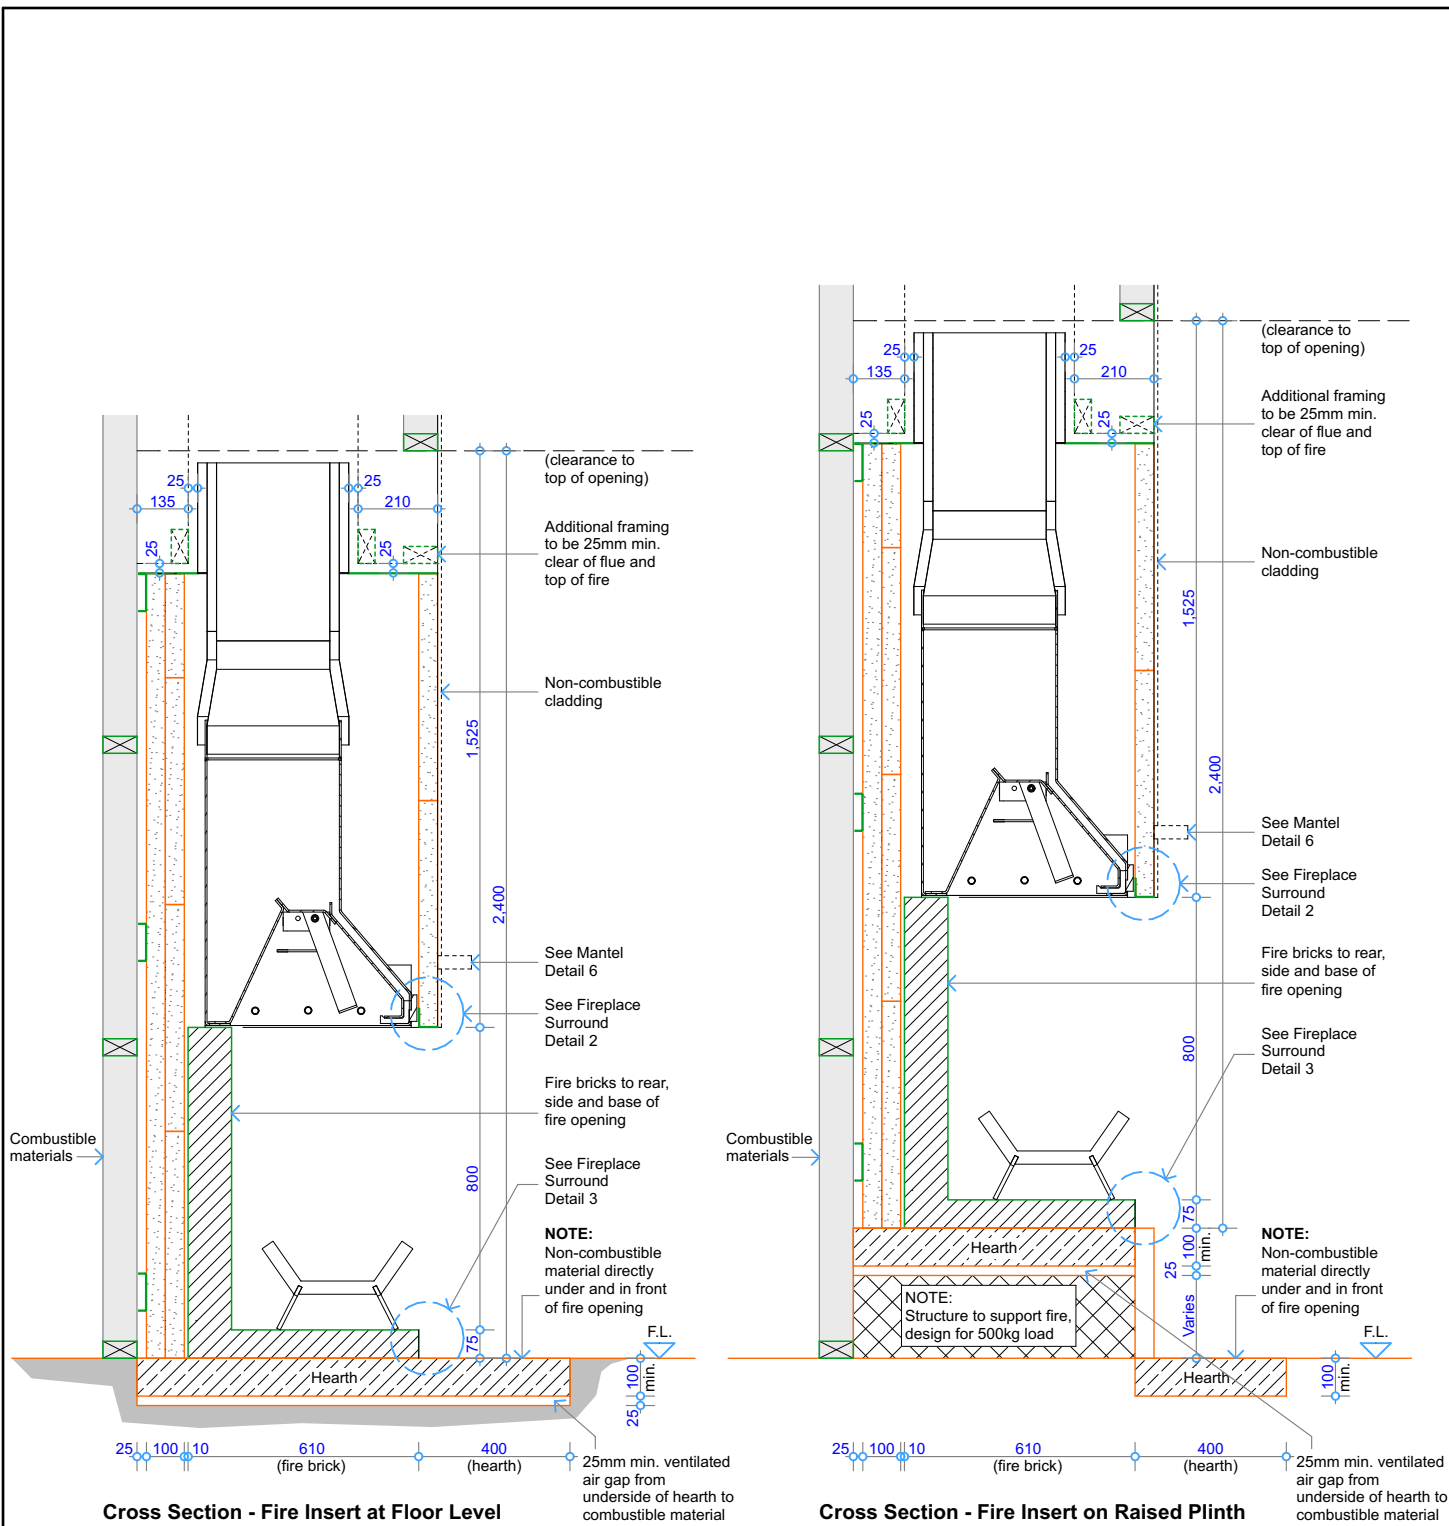 25
25
135
210
25
25
(clearance to
top of opening)
Additional framing
to be 25mm min.
clear of flue and
top of fire
Non-combustible
cladding
1,525
2,400
See Mantel
Detail 6
See Fireplace
Surround
Detail 2
Fire bricks to rear,
side and base of
fire opening
Combustible
materials
800
See Fireplace
Surround
Detail 3
NOTE:
Non-combustible
material directly
under and in front
of fire opening
75
F.L.
Hearth
100
min.
25
25
100
10
610
(fire brick)
400
(hearth)
25mm min. ventilated
air gap from
underside of hearth to
combustible material
Cross Section - Fire Insert at Floor Level
25
25
135
210
25
25
(clearance to
top of opening)
Additional framing
to be 25mm min.
clear of flue and
top of fire
Non-combustible
cladding
1,525
2,400
See Mantel
Detail 6
See Fireplace
Surround
Detail 2
Fire bricks to rear,
side and base of
fire opening
800
See Fireplace
Surround
Detail 3
Combustible
materials
75
Hearth
100
min.
25
NOTE:
Structure to support fire,
design for 500kg load
Varies
NOTE:
Non-combustible
material directly
under and in front
of fire opening
F.L.
Hearth
100
min.
25
100
10
610
(fire brick)
400
(hearth)
25mm min. ventilated
air gap from
underside of hearth to
combustible material
Cross Section - Fire Insert on Raised Plinth